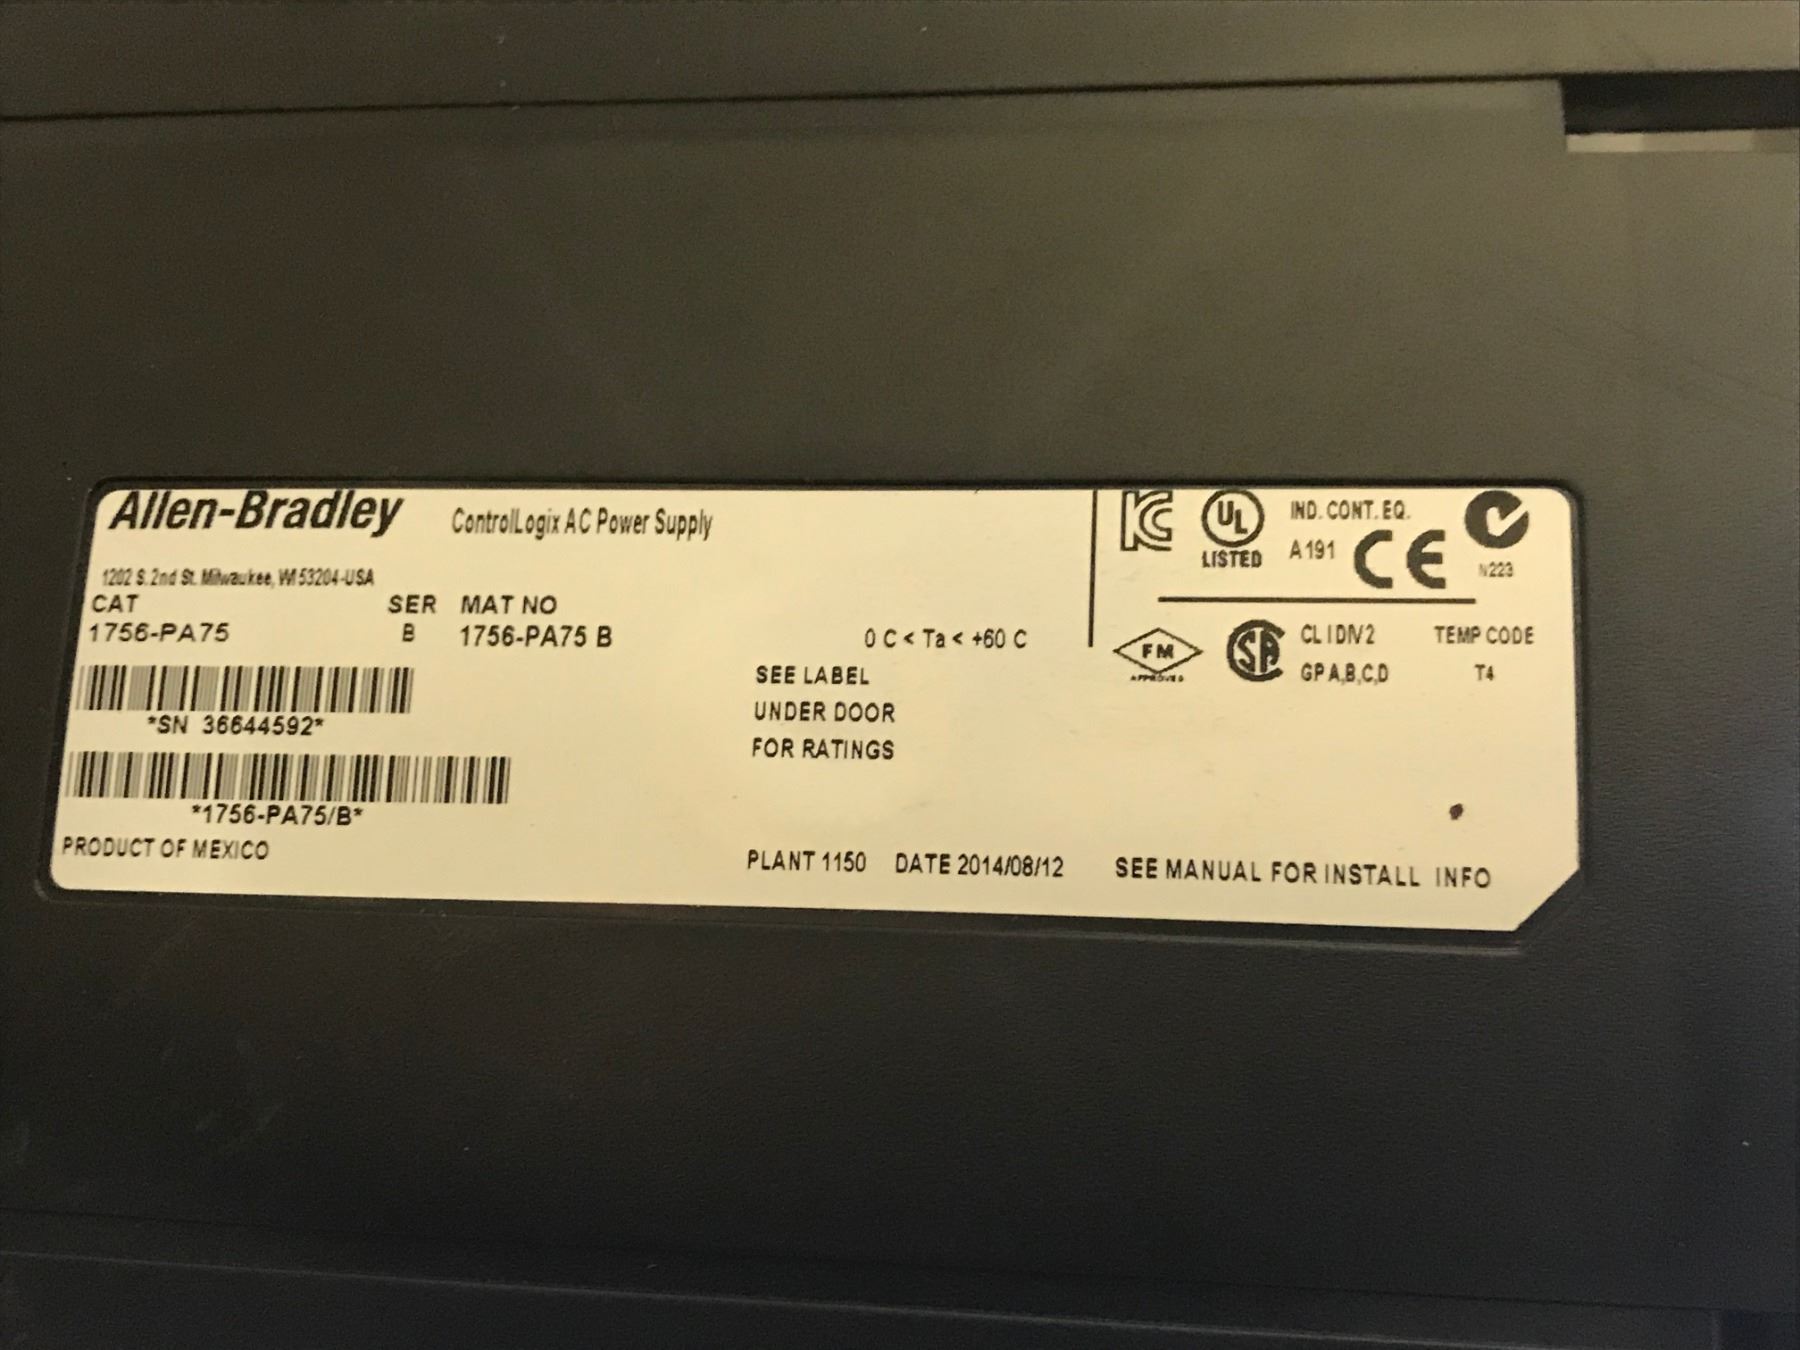 Allen-Bradley ControlLogix AC Power Supply
1202 S. 2nd St. Milwaukee, WI 53204-USA
CAT SER MAT NO
1756-PA75 B 1756-PA75 B
0 C < Ta < +60 C
*SN 36644592*
*1756-PA75/B*
PRODUCT OF MEXICO
SEE LABEL
UNDER DOOR
FOR RATINGS
PLANT 1150 DATE 2014/08/12 SEE MANUAL FOR INSTALL INFO
KC UL IND. CONT. EQ.
LISTED A191 CE N223
FM SA CL I DIV 2 TEMP CODE
APPROVED GP A,B,C,D T4